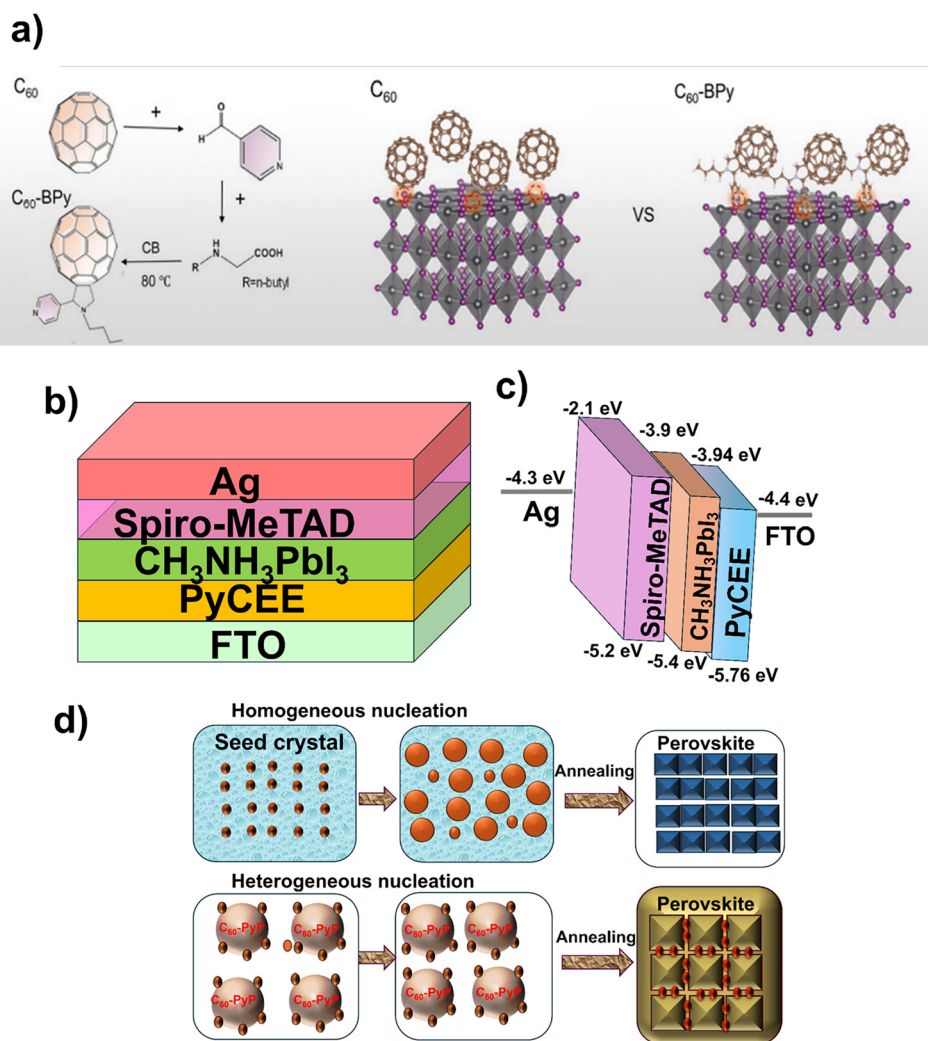 a)
C60
+
O
H
N
C60-BPy
+
CB
80 ℃
H
N
R
COOH
R=n-butyl
N
N
C60
VS
C60-BPy
b)
Ag
Spiro-MeTAD
CH3NH3PbI3
PyCEE
FTO
c)
-2.1 eV
-3.9 eV
-3.94 eV
-4.3 eV
Ag
-4.4 eV
FTO
Spiro-MeTAD
CH3NH3PbI3
PyCEE
-5.2 eV
-5.4 eV
-5.76 eV
d)
Homogeneous nucleation
Seed crystal
Annealing
Perovskite
Heterogeneous nucleation
C60-PyP
C60-PyP
C60-PyP
C60-PyP
C60-PyP
C60-PyP
C60-PyP
C60-PyP
Annealing
Perovskite